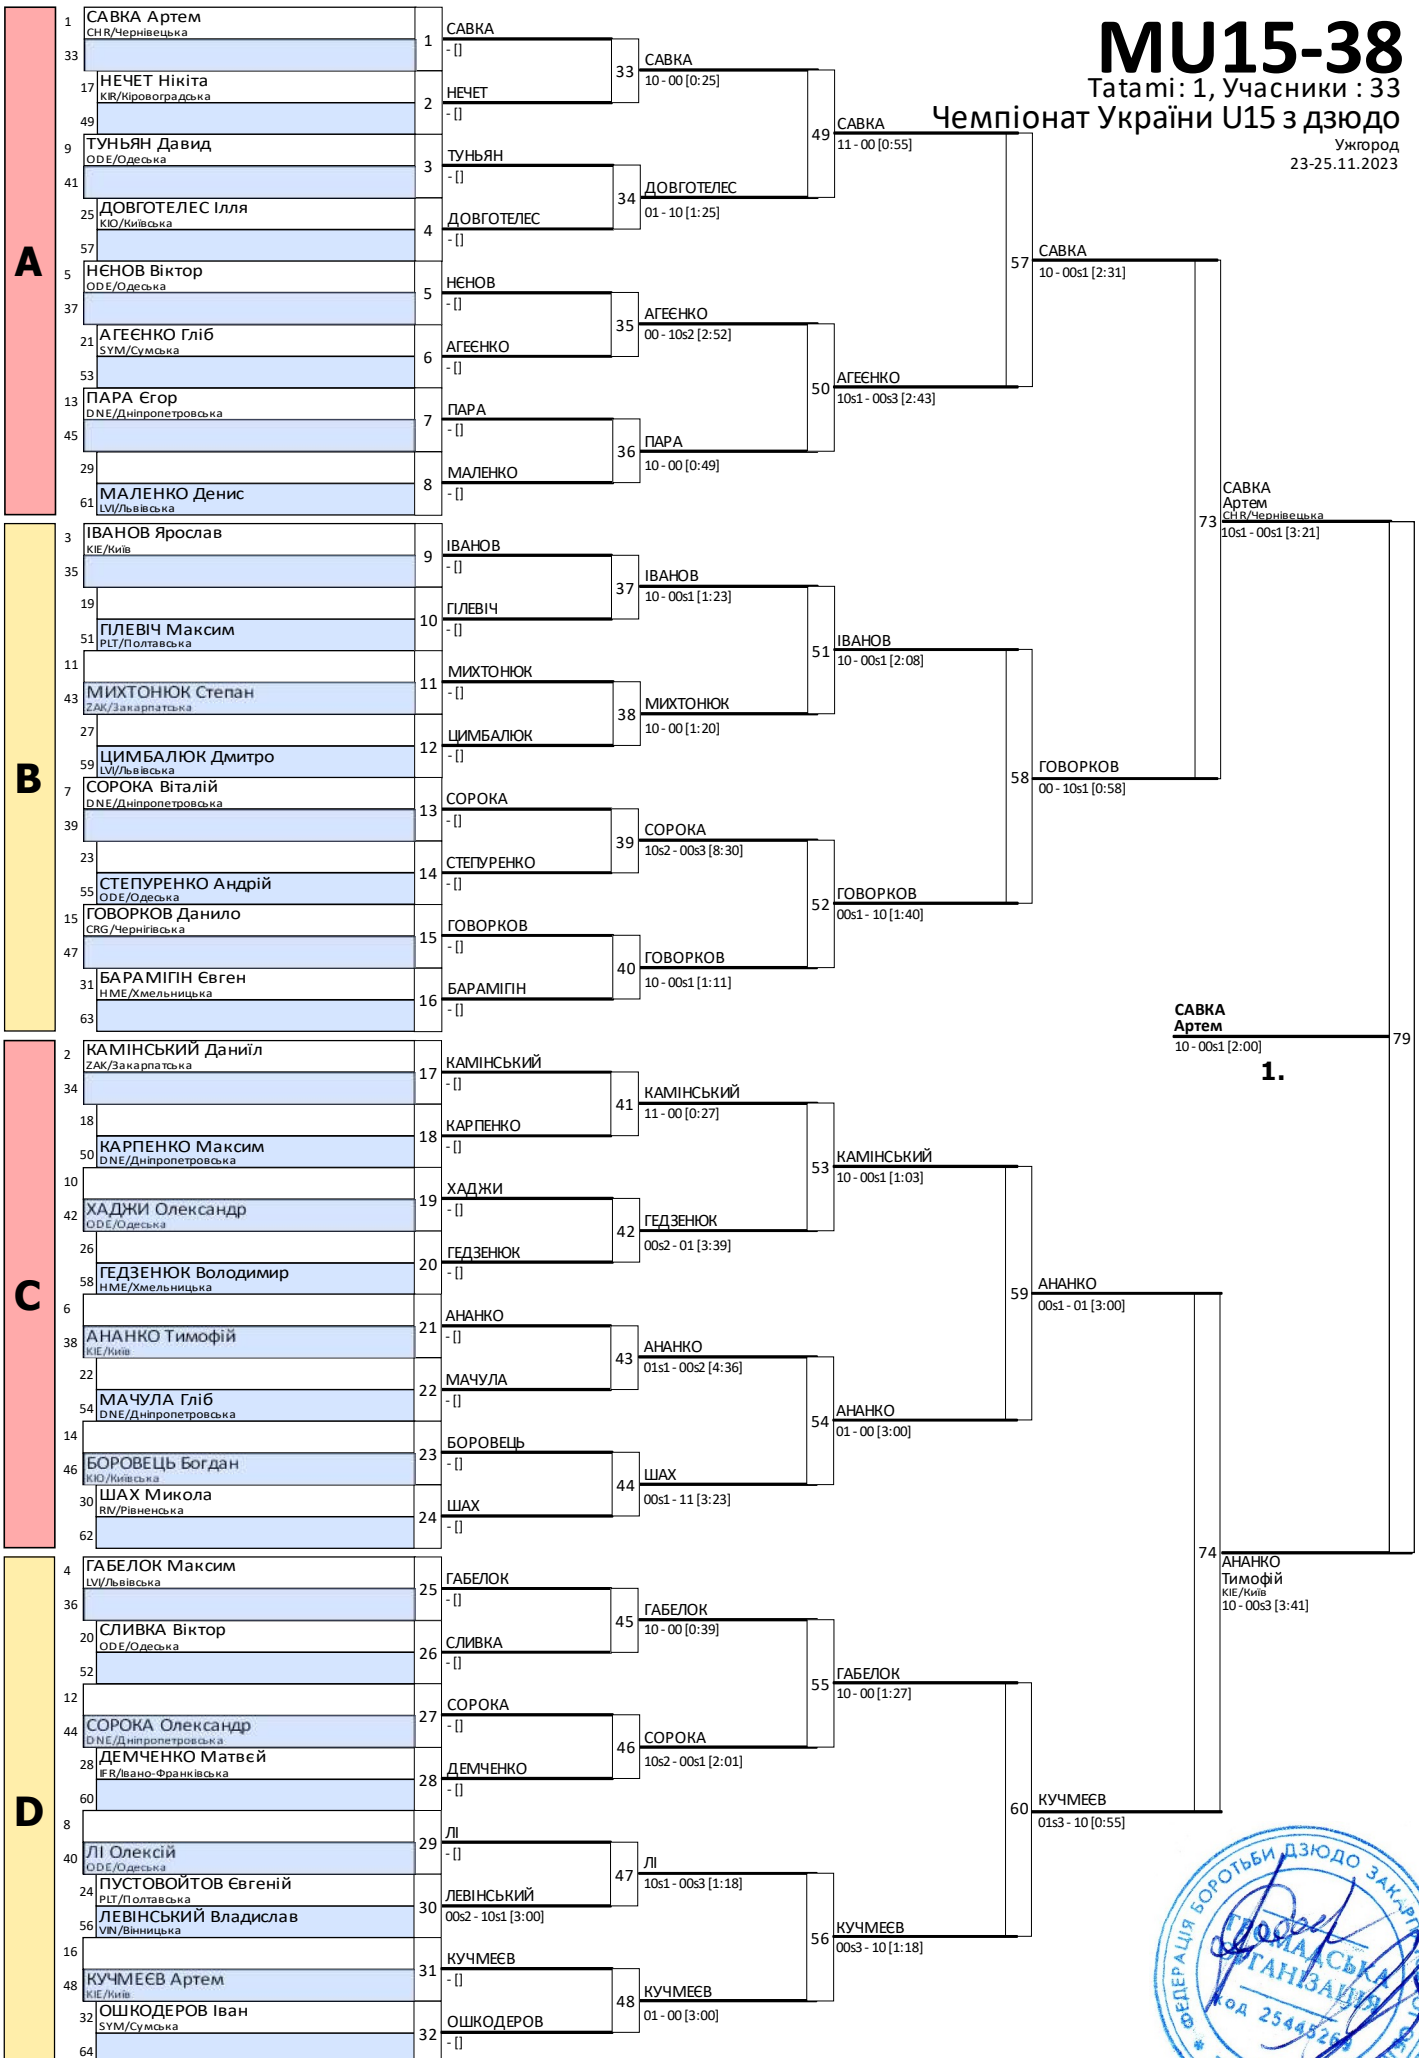 MU15-38
Tatami: 1, Учасники : 33
Чемпіонат України U15 з дзюдо
Ужгород
23-25.11.2023
A
1
САВКА Артем
CHR/Чернівецька
33
17
НЕЧЕТ Нікіта
KIR/Кіровоградська
49
9
ТУНЬЯН Давид
ODE/Одеська
41
25
ДОВГОТЕЛЕС Ілля
KIO/Київська
57
5
НЄНОВ Віктор
ODE/Одеська
37
21
АГЕЄНКО Гліб
SYM/Сумська
53
13
ПАРА Єгор
DNE/Дніпропетровська
45
29
61
МАЛЕНКО Денис
LVI/Львівська
B
3
ІВАНОВ Ярослав
KIE/Київ
35
19
51
ГІЛЕВІЧ Максим
PLT/Полтавська
11
43
МИХТОНЮК Степан
ZAK/Закарпатська
27
59
ЦИМБАЛЮК Дмитро
LVI/Львівська
7
СОРОКА Віталій
DNE/Дніпропетровська
39
23
55
СТЕПУРЕНКО Андрій
ODE/Одеська
15
ГОВОРКОВ Данило
CRG/Чернігівська
47
31
БАРАМІГІН Євген
HME/Хмельницька
63
C
2
КАМІНСЬКИЙ Даниїл
ZAK/Закарпатська
34
18
50
КАРПЕНКО Максим
DNE/Дніпропетровська
10
42
ХАДЖИ Олександр
ODE/Одеська
26
58
ГЕДЗЕНЮК Володимир
HME/Хмельницька
6
38
АНАНКО Тимофій
KIE/Київ
22
54
МАЧУЛА Гліб
DNE/Дніпропетровська
14
46
БОРОВЕЦЬ Богдан
KIO/Київська
30
ШАХ Микола
RIV/Рівненська
62
D
4
ГАБЕЛОК Максим
LVI/Львівська
36
20
СЛИВКА Віктор
ODE/Одеська
52
12
44
СОРОКА Олександр
DNE/Дніпропетровська
28
ДЕМЧЕНКО Матвєй
IFR/Івано-Франківська
60
8
40
ЛІ Олексій
ODE/Одеська
24
ПУСТОВОЙТОВ Євгеній
PLT/Полтавська
56
ЛЕВІНСЬКИЙ Владислав
VIN/Вінницька
16
48
КУЧМЕЄВ Артем
KIE/Київ
32
ОШКОДЕРОВ Іван
SYM/Сумська
64
1
САВКА
- []
2
НЕЧЕТ
- []
3
ТУНЬЯН
- []
4
ДОВГОТЕЛЕС
- []
5
НЄНОВ
- []
6
АГЕЄНКО
- []
7
ПАРА
- []
8
МАЛЕНКО
- []
9
ІВАНОВ
- []
10
ГІЛЕВІЧ
- []
11
МИХТОНЮК
- []
12
ЦИМБАЛЮК
- []
13
СОРОКА
- []
14
СТЕПУРЕНКО
- []
15
ГОВОРКОВ
- []
16
БАРАМІГІН
- []
17
КАМІНСЬКИЙ
- []
18
КАРПЕНКО
- []
19
ХАДЖИ
- []
20
ГЕДЗЕНЮК
- []
21
АНАНКО
- []
22
МАЧУЛА
- []
23
БОРОВЕЦЬ
- []
24
ШАХ
- []
25
ГАБЕЛОК
- []
26
СЛИВКА
- []
27
СОРОКА
- []
28
ДЕМЧЕНКО
- []
29
ЛІ
- []
30
ЛЕВІНСЬКИЙ
00s2 - 10s1 [3:00]
31
КУЧМЕЄВ
- []
32
ОШКОДЕРОВ
- []
33
САВКА
10 - 00 [0:25]
34
ДОВГОТЕЛЕС
01 - 10 [1:25]
35
АГЕЄНКО
00 - 10s2 [2:52]
36
ПАРА
10 - 00 [0:49]
37
ІВАНОВ
10 - 00s1 [1:23]
38
МИХТОНЮК
10 - 00 [1:20]
39
СОРОКА
10s2 - 00s3 [8:30]
40
ГОВОРКОВ
10 - 00s1 [1:11]
41
КАМІНСЬКИЙ
11 - 00 [0:27]
42
ГЕДЗЕНЮК
00s2 - 01 [3:39]
43
АНАНКО
01s1 - 00s2 [4:36]
44
ШАХ
00s1 - 11 [3:23]
45
ГАБЕЛОК
10 - 00 [0:39]
46
СОРОКА
10s2 - 00s1 [2:01]
47
ЛІ
10s1 - 00s3 [1:18]
48
КУЧМЕЄВ
01 - 00 [3:00]
49
САВКА
11 - 00 [0:55]
50
АГЕЄНКО
10s1 - 00s3 [2:43]
51
ІВАНОВ
10 - 00s1 [2:08]
52
ГОВОРКОВ
00s1 - 10 [1:40]
53
КАМІНСЬКИЙ
10 - 00s1 [1:03]
54
АНАНКО
01 - 00 [3:00]
55
ГАБЕЛОК
10 - 00 [1:27]
56
КУЧМЕЄВ
00s3 - 10 [1:18]
57
САВКА
10 - 00s1 [2:31]
58
ГОВОРКОВ
00 - 10s1 [0:58]
59
АНАНКО
00s1 - 01 [3:00]
60
КУЧМЕЄВ
01s3 - 10 [0:55]
73
САВКА
Артем
CHR/Чернівецька
10s1 - 00s1 [3:21]
74
АНАНКО
Тимофій
KIE/Київ
10 - 00s3 [3:41]
79
САВКА
Артем
10 - 00s1 [2:00]
1.
ФЕДЕРАЦІЯ БОРОТЬБИ ДЗЮДО
ГРОМАДСЬКА
ОРГАНІЗАЦІЯ
код